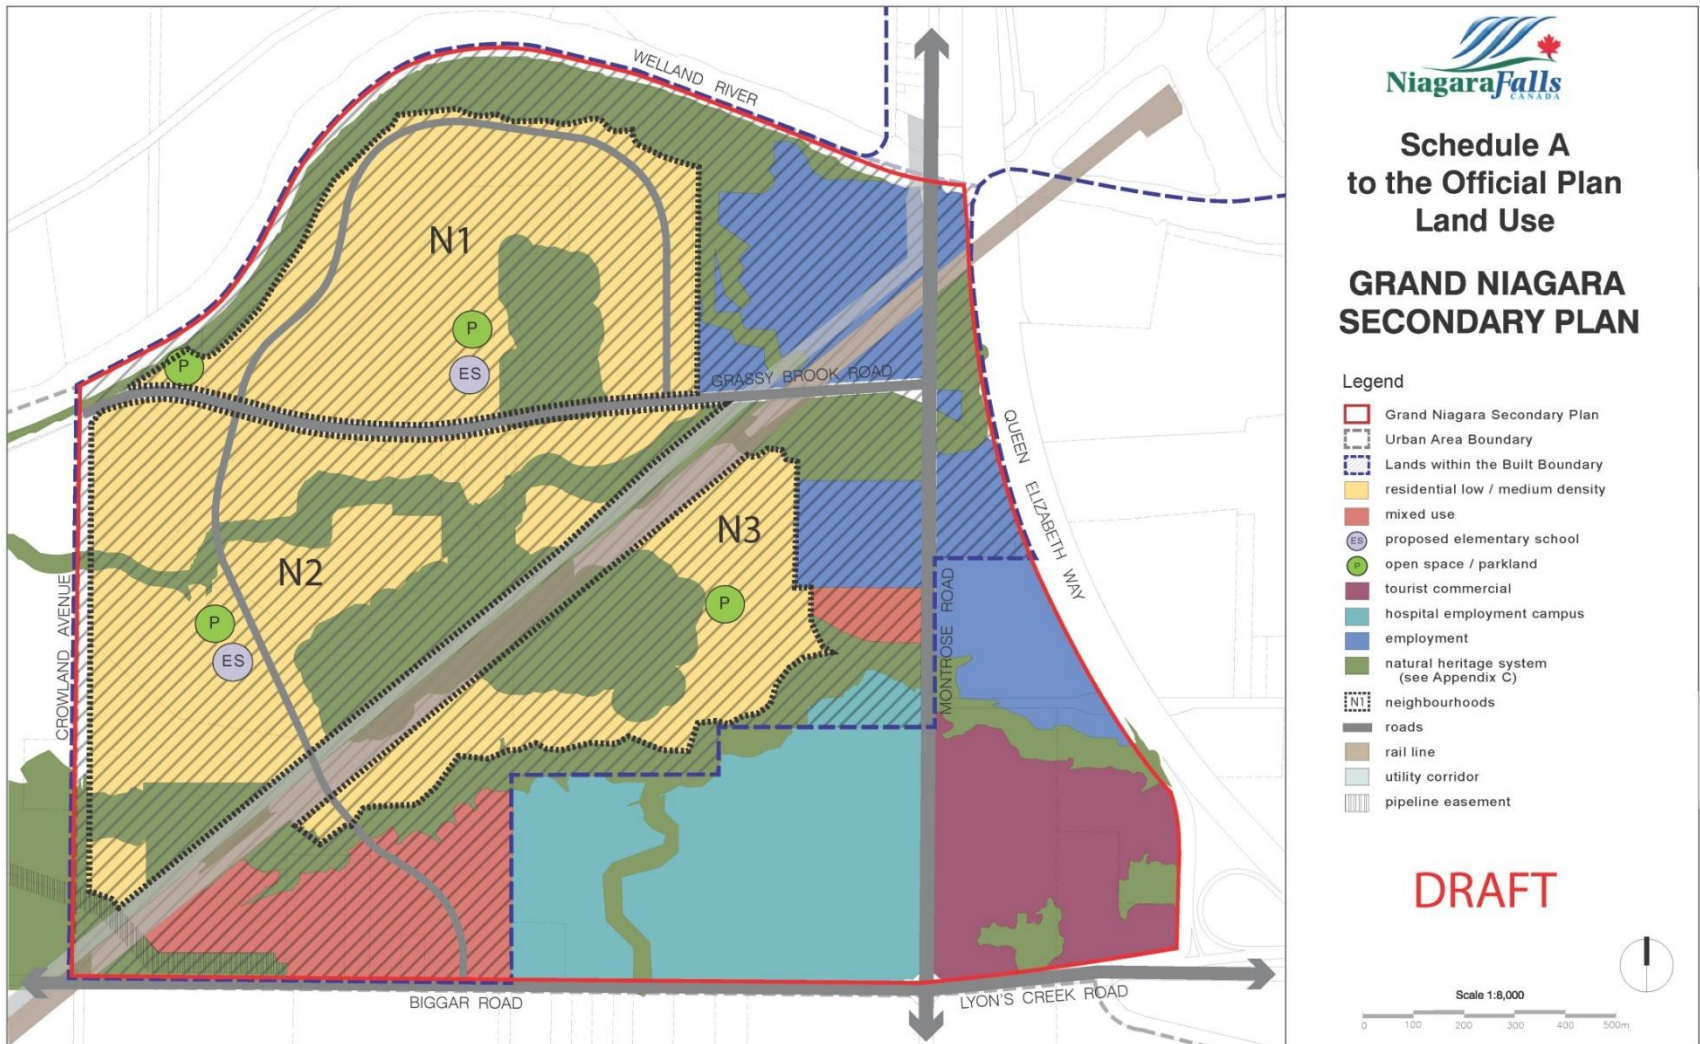 WELLAND RIVER
N1
P
ES
P
GRASSY BROOK ROAD
QUEEN ELIZABETH WAY
N3
N2
P
P
ES
CROWLAND AVENUE
MONTROSE ROAD
BIGGAR ROAD
LYON'S CREEK ROAD
NiagaraFalls
CANADA
Schedule A
to the Official Plan
Land Use
GRAND NIAGARA
SECONDARY PLAN
Legend
Grand Niagara Secondary Plan
Urban Area Boundary
Lands within the Built Boundary
residential low / medium density
mixed use
ES proposed elementary school
P open space / parkland
tourist commercial
hospital employment campus
employment
natural heritage system
(see Appendix C)
N1 neighbourhoods
roads
rail line
utility corridor
pipeline easement
DRAFT
Scale 1:8,000
0 100 200 300 400 500m